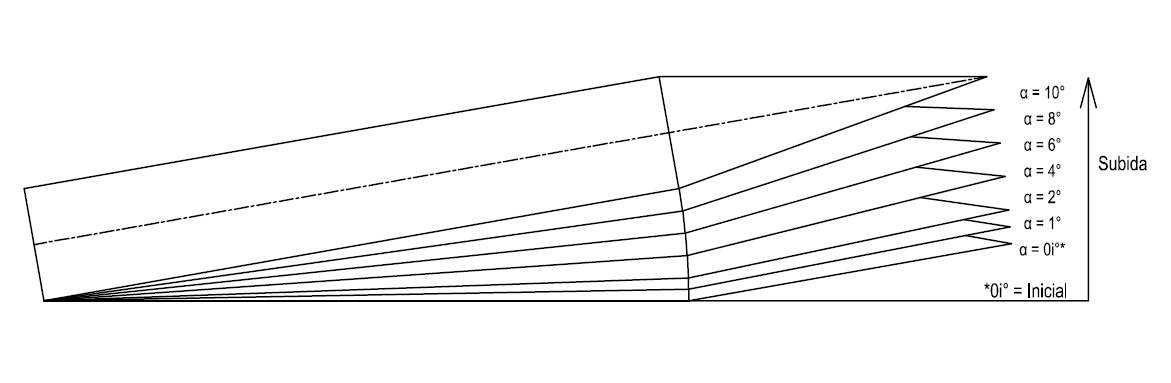 α = 10°
α = 8°
α = 6°
Subida
α = 4°
α = 2°
α = 1°
α = 0i°*
*0i° = Inicial